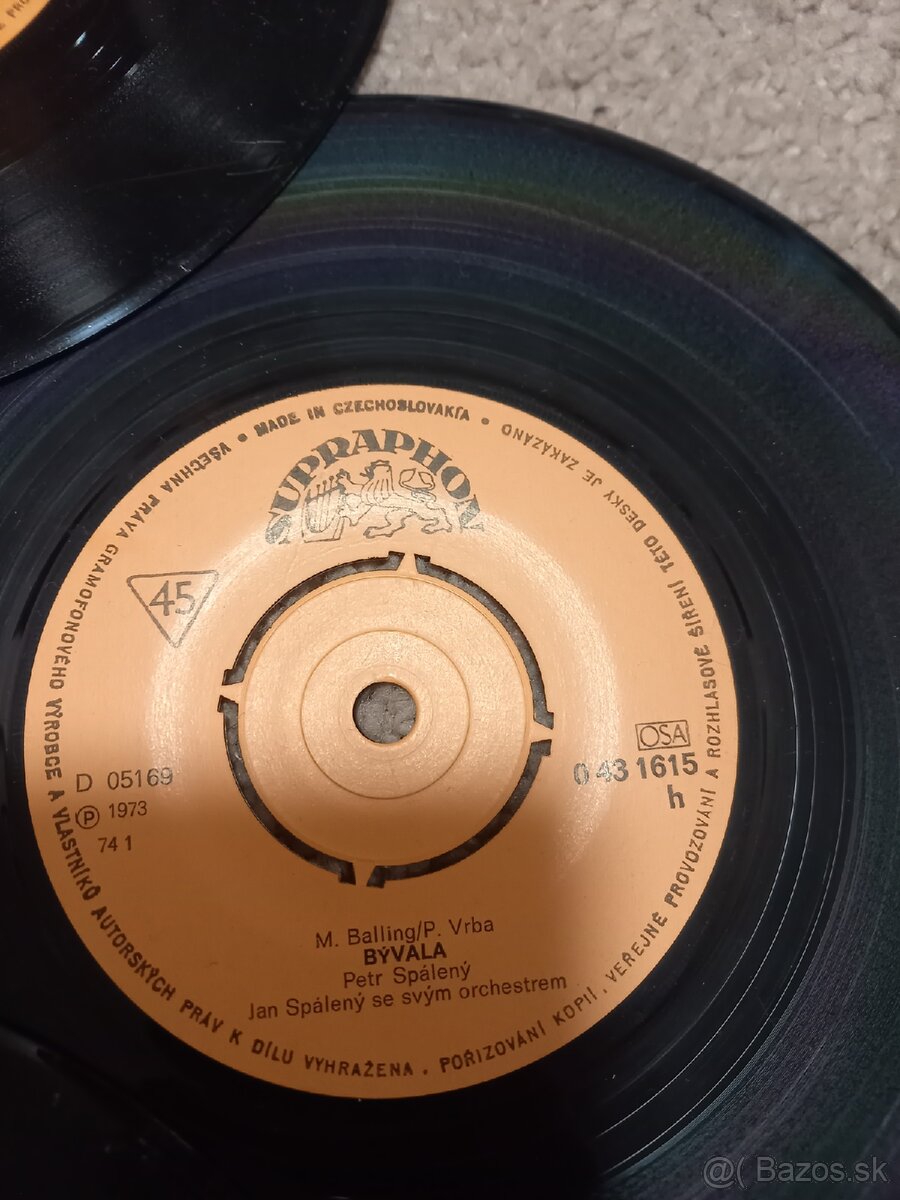 • MADE IN CZECHOSLOVAKIA •
VŠECHNA PRÁVA GRAMOFONOVÉHO VÝROBCE A VLASTNÍKŮ AUTORSKÝCH PRÁV K DÍLU VYHRAŽENA . POŘIZOVÁNÍ KOPIÍ . VEŘEJNÉ PROVOZOVÁNÍ A ROZHLASOVÉ ŠÍŘENÍ TÉTO DESKY JE ZAKÁZÁNO
SUPRAPHON
45
OSA
D 05169
0 43 1615
Ⓟ 1973
h
74 1
M. Balling/P. Vrba
BÝVALA
Petr Spálený
Jan Spálený se svým orchestrem
@( Bazos.sk